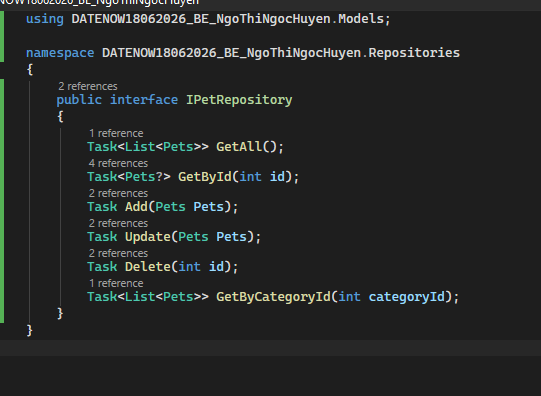 NOW18062026_BE_NgoThiNgocHuyen
using DATENOW18062026_BE_NgoThiNgocHuyen.Models;
namespace DATENOW18062026_BE_NgoThiNgocHuyen.Repositories
{
2 references
public interface IPetRepository
{
1 reference
Task<List<Pets>> GetAll();
4 references
Task<Pets?> GetById(int id);
2 references
Task Add(Pets Pets);
2 references
Task Update(Pets Pets);
2 references
Task Delete(int id);
1 reference
Task<List<Pets>> GetByCategoryId(int categoryId);
}
}